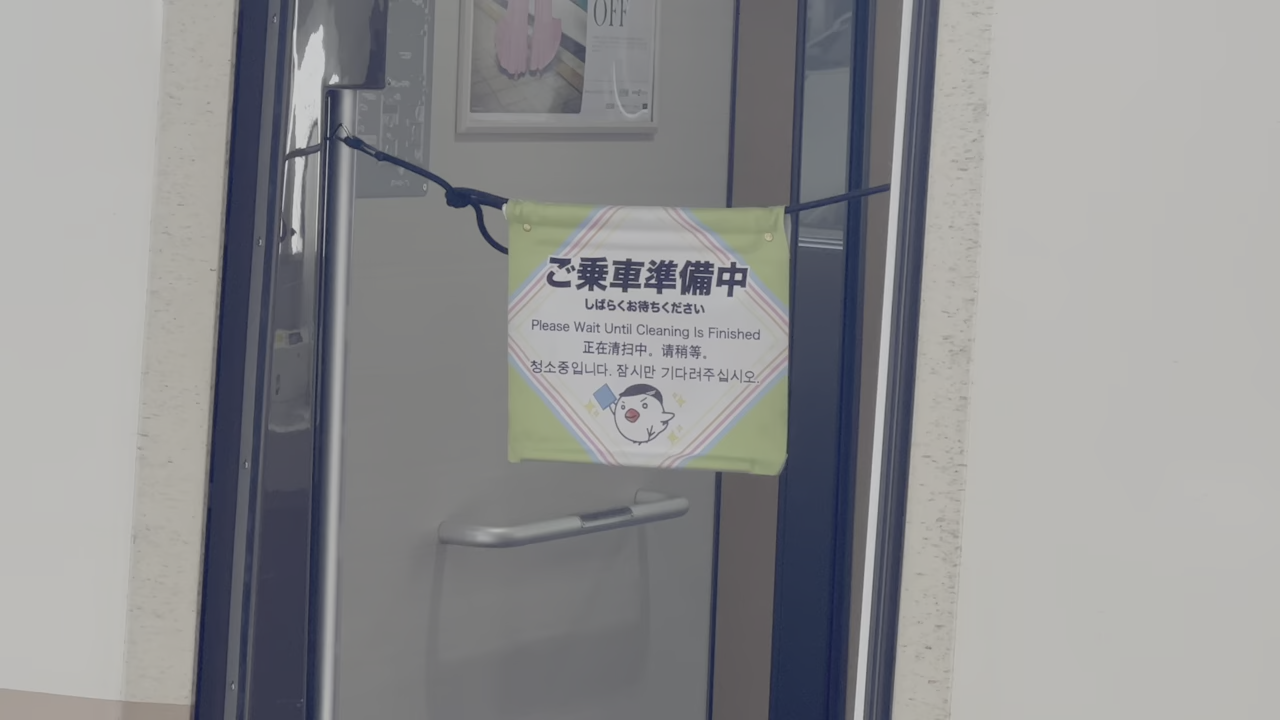 OFF
ご乗車準備中
しばらくお待ちください
Please Wait Until Cleaning Is Finished
正在清扫中。请稍等。
청소중입니다. 잠시만 기다려주십시오.